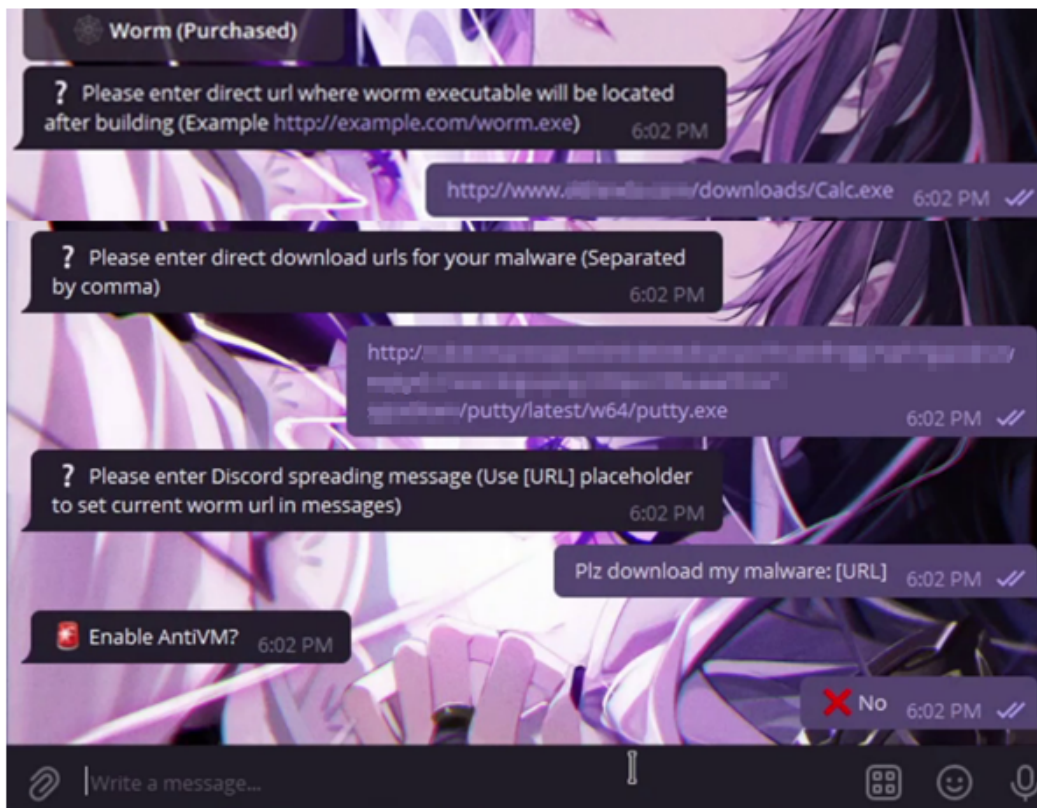 Worm (Purchased)
? Please enter direct url where worm executable will be located
after building (Example http://example.com/worm.exe) 6:02 PM
http://www. /downloads/Calc.exe 6:02 PM
? Please enter direct download urls for your malware (Separated
by comma) 6:02 PM
http:/
/putty/latest/w64/putty.exe 6:02 PM
? Please enter Discord spreading message (Use [URL] placeholder
to set current worm url in messages) 6:02 PM
Plz download my malware: [URL] 6:02 PM
Enable AntiVM? 6:02 PM
No 6:02 PM
Write a message...